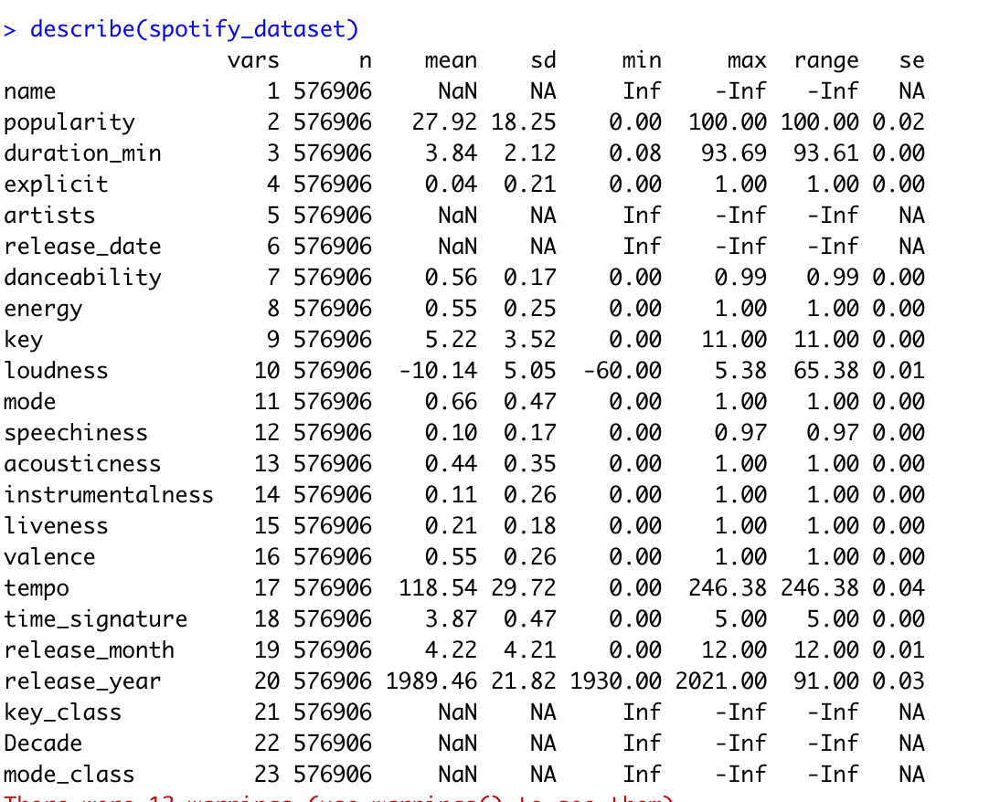 > describe(spotify_dataset)
vars n mean sd min max range se
name 1 576906 NaN NA Inf -Inf -Inf NA
popularity 2 576906 27.92 18.25 0.00 100.00 100.00 0.02
duration_min 3 576906 3.84 2.12 0.08 93.69 93.61 0.00
explicit 4 576906 0.04 0.21 0.00 1.00 1.00 0.00
artists 5 576906 NaN NA Inf -Inf -Inf NA
release_date 6 576906 NaN NA Inf -Inf -Inf NA
danceability 7 576906 0.56 0.17 0.00 0.99 0.99 0.00
energy 8 576906 0.55 0.25 0.00 1.00 1.00 0.00
key 9 576906 5.22 3.52 0.00 11.00 11.00 0.00
loudness 10 576906 -10.14 5.05 -60.00 5.38 65.38 0.01
mode 11 576906 0.66 0.47 0.00 1.00 1.00 0.00
speechiness 12 576906 0.10 0.17 0.00 0.97 0.97 0.00
acousticness 13 576906 0.44 0.35 0.00 1.00 1.00 0.00
instrumentalness 14 576906 0.11 0.26 0.00 1.00 1.00 0.00
liveness 15 576906 0.21 0.18 0.00 1.00 1.00 0.00
valence 16 576906 0.55 0.26 0.00 1.00 1.00 0.00
tempo 17 576906 118.54 29.72 0.00 246.38 246.38 0.04
time_signature 18 576906 3.87 0.47 0.00 5.00 5.00 0.00
release_month 19 576906 4.22 4.21 0.00 12.00 12.00 0.01
release_year 20 576906 1989.46 21.82 1930.00 2021.00 91.00 0.03
key_class 21 576906 NaN NA Inf -Inf -Inf NA
Decade 22 576906 NaN NA Inf -Inf -Inf NA
mode_class 23 576906 NaN NA Inf -Inf -Inf NA
There were warnings (use warnings() to see them)